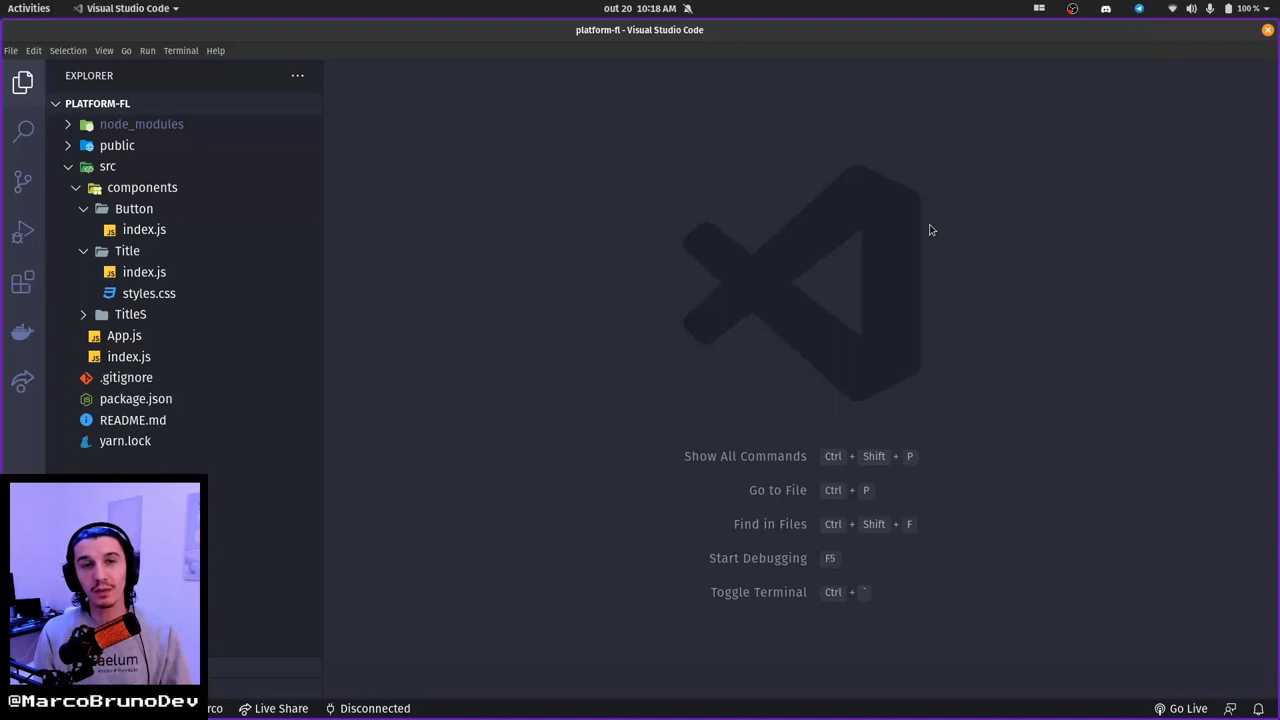 Activities
Visual Studio Code
out 20 10:18 AM
100 %
platform-fl - Visual Studio Code
File Edit Selection View Go Run Terminal Help
EXPLORER
PLATFORM-FL
node_modules
public
src
components
Button
index.js
Title
index.js
styles.css
TitleS
App.js
index.js
.gitignore
package.json
README.md
yarn.lock
Show All Commands Ctrl + Shift + P
Go to File Ctrl + P
Find in Files Ctrl + Shift + F
Start Debugging F5
Toggle Terminal Ctrl + `
aelum
@MarcoBrunoDev
rco
Live Share
Disconnected
Go Live